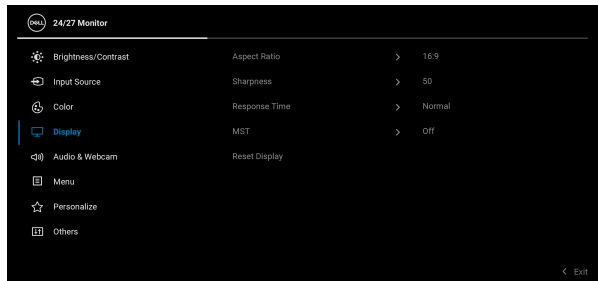 DELL 24/27 Monitor
Brightness/Contrast
Aspect Ratio 16:9
Input Source
Sharpness 50
Color
Response Time Normal
Display
MST Off
Audio & Webcam
Reset Display
Menu
Personalize
Others
Exit